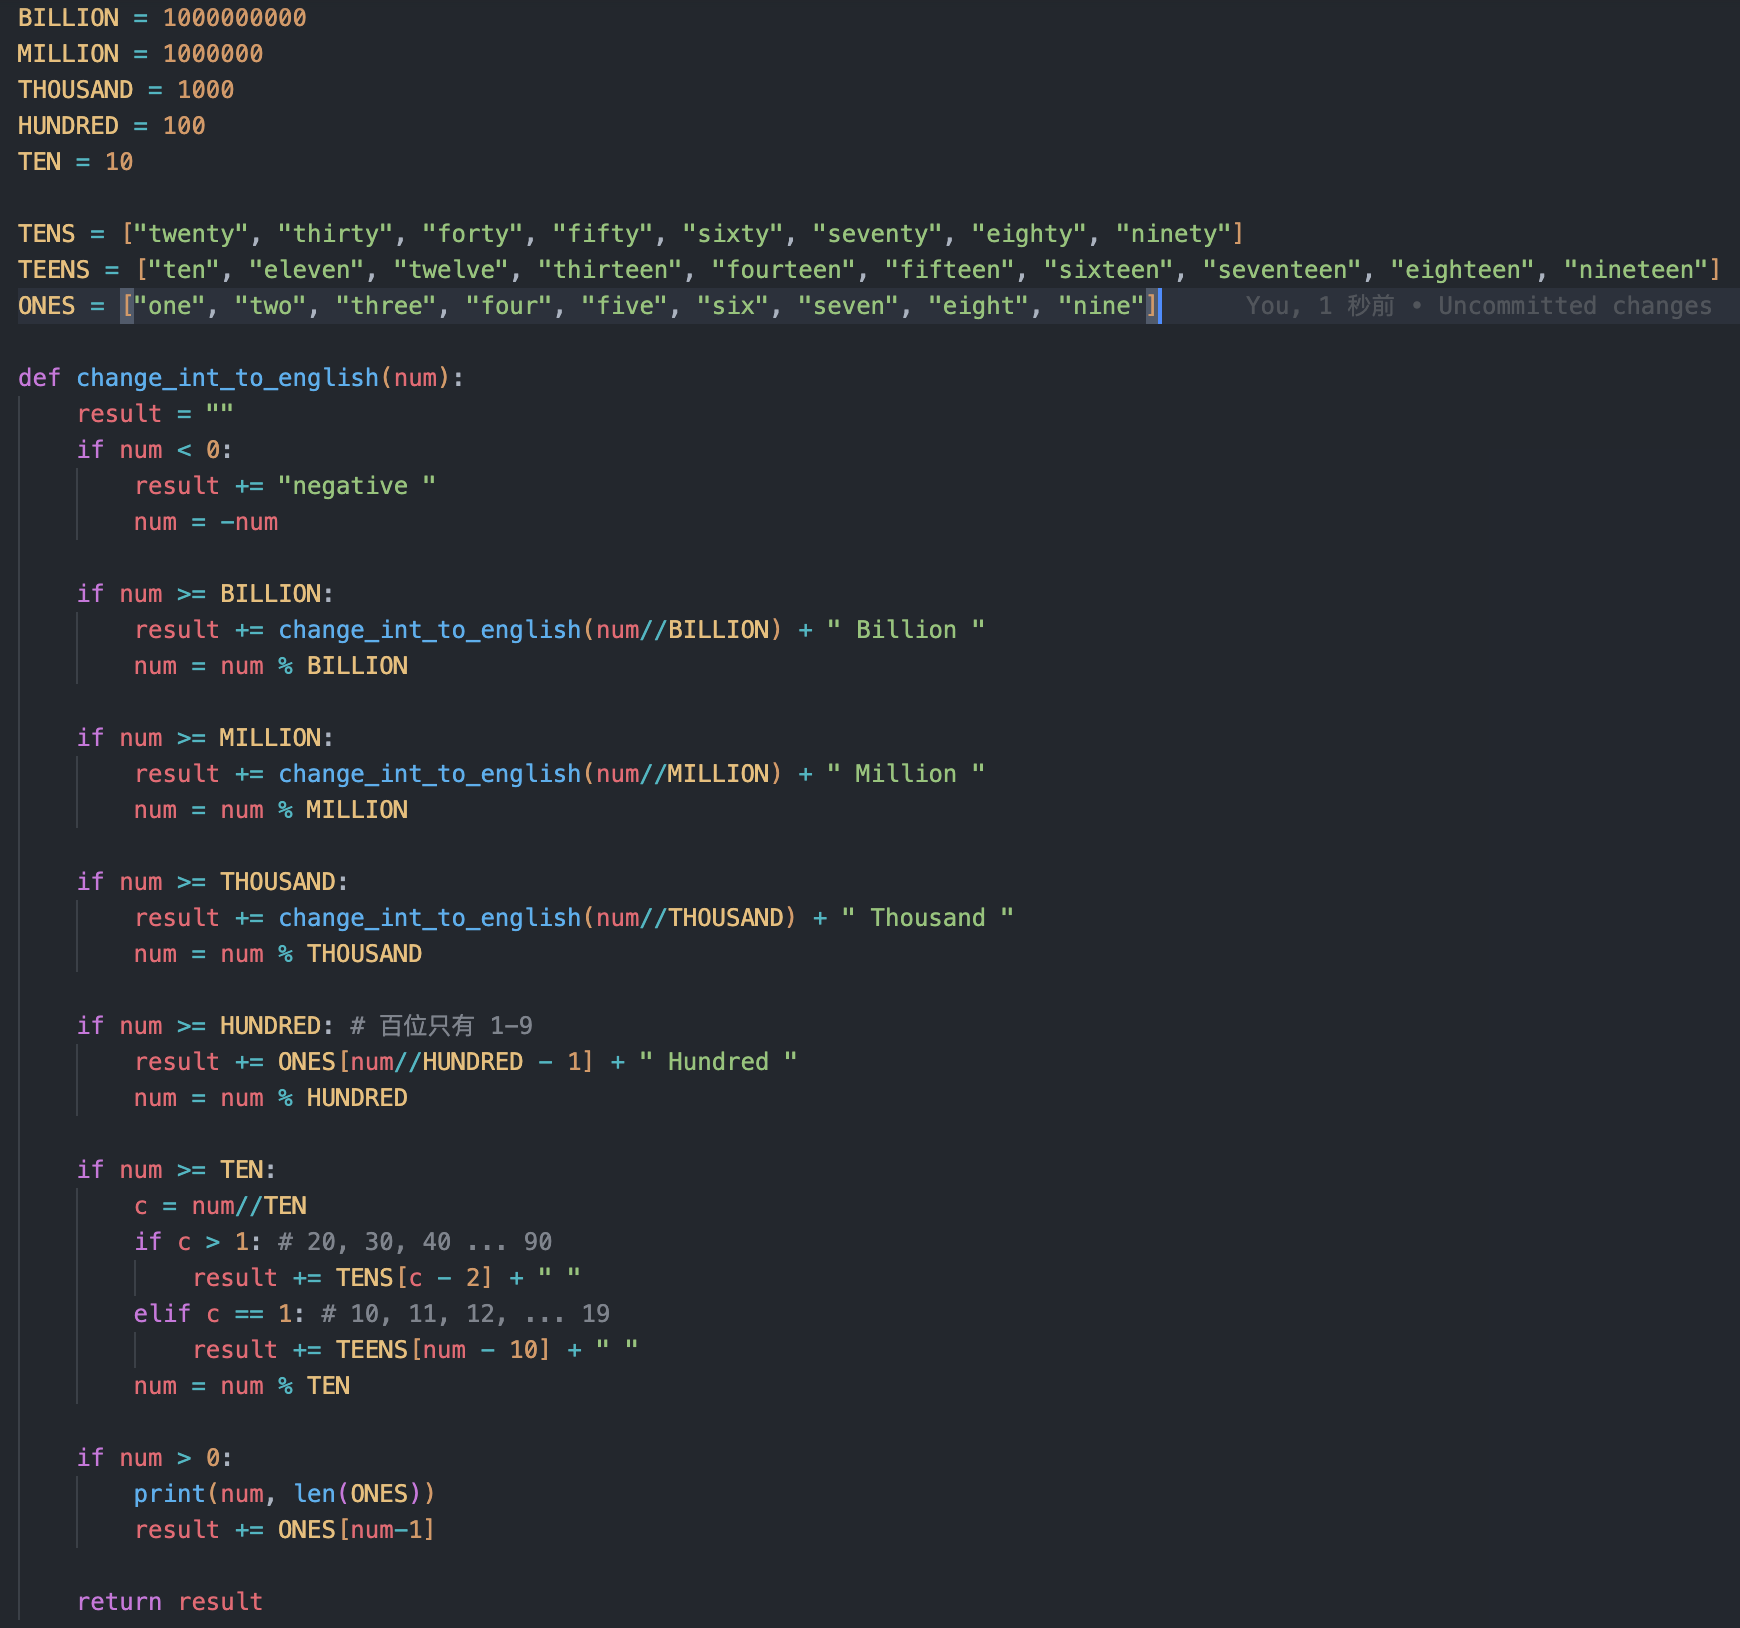 BILLION = 1000000000
MILLION = 1000000
THOUSAND = 1000
HUNDRED = 100
TEN = 10

TENS = ["twenty", "thirty", "forty", "fifty", "sixty", "seventy", "eighty", "ninety"]
TEENS = ["ten", "eleven", "twelve", "thirteen", "fourteen", "fifteen", "sixteen", "seventeen", "eighteen", "nineteen"]
ONES = ["one", "two", "three", "four", "five", "six", "seven", "eight", "nine"] You, 1 秒前 • Uncommitted changes

def change_int_to_english(num):
    result = ""
    if num < 0:
        result += "negative "
        num = -num

    if num >= BILLION:
        result += change_int_to_english(num//BILLION) + " Billion "
        num = num % BILLION

    if num >= MILLION:
        result += change_int_to_english(num//MILLION) + " Million "
        num = num % MILLION

    if num >= THOUSAND:
        result += change_int_to_english(num//THOUSAND) + " Thousand "
        num = num % THOUSAND

    if num >= HUNDRED: # 百位只有 1-9
        result += ONES[num//HUNDRED - 1] + " Hundred "
        num = num % HUNDRED

    if num >= TEN:
        c = num//TEN
        if c > 1: # 20, 30, 40 ... 90
            result += TENS[c - 2] + " "
        elif c == 1: # 10, 11, 12, ... 19
            result += TEENS[num - 10] + " "
        num = num % TEN

    if num > 0:
        print(num, len(ONES))
        result += ONES[num-1]

    return result